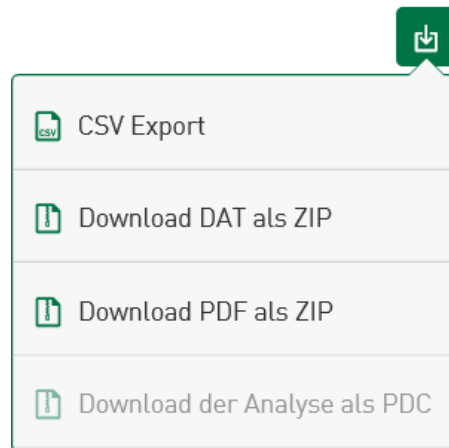 CSV Export
Download DAT als ZIP
Download PDF als ZIP
Download der Analyse als PDC